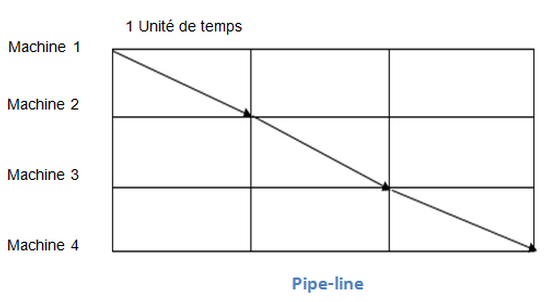 1 Unité de temps
Machine 1
Machine 2
Machine 3
Machine 4
Pipe-line